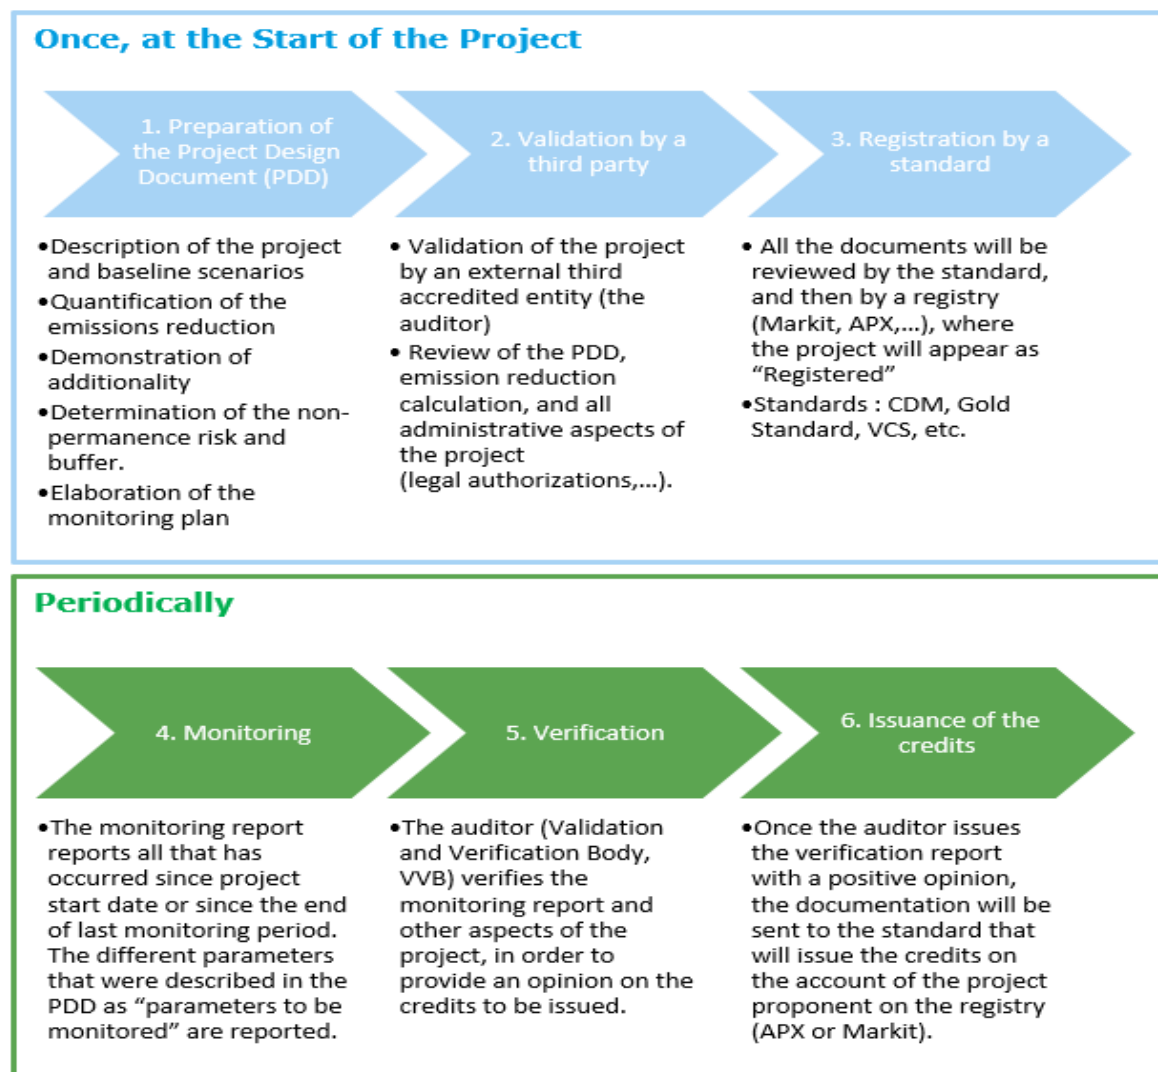 Once, at the Start of the Project
1. Preparation of
the Project Design
Document (PDD)
•Description of the project
and baseline scenarios
•Quantification of the
emissions reduction
•Demonstration of
additionality
•Determination of the non-
permanence risk and
buffer.
•Elaboration of the
monitoring plan
2. Validation by a
third party
• Validation of the project
by an external third
accredited entity (the
auditor)
• Review of the PDD,
emission reduction
calculation, and all
administrative aspects of
the project
(legal authorizations,...).
3. Registration by a
standard
• All the documents will be
reviewed by the standard,
and then by a registry
(Markit, APX,...), where
the project will appear as
“Registered”
•Standards : CDM, Gold
Standard, VCS, etc.
Periodically
4. Monitoring
•The monitoring report
reports all that has
occurred since project
start date or since the end
of last monitoring period.
The different parameters
that were described in the
PDD as “parameters to be
monitored” are reported.
5. Verification
•The auditor (Validation
and Verification Body,
VVB) verifies the
monitoring report and
other aspects of the
project, in order to
provide an opinion on the
credits to be issued.
6. Issuance of the
credits
•Once the auditor issues
the verification report
with a positive opinion,
the documentation will be
sent to the standard that
will issue the credits on
the account of the project
proponent on the registry
(APX or Markit).